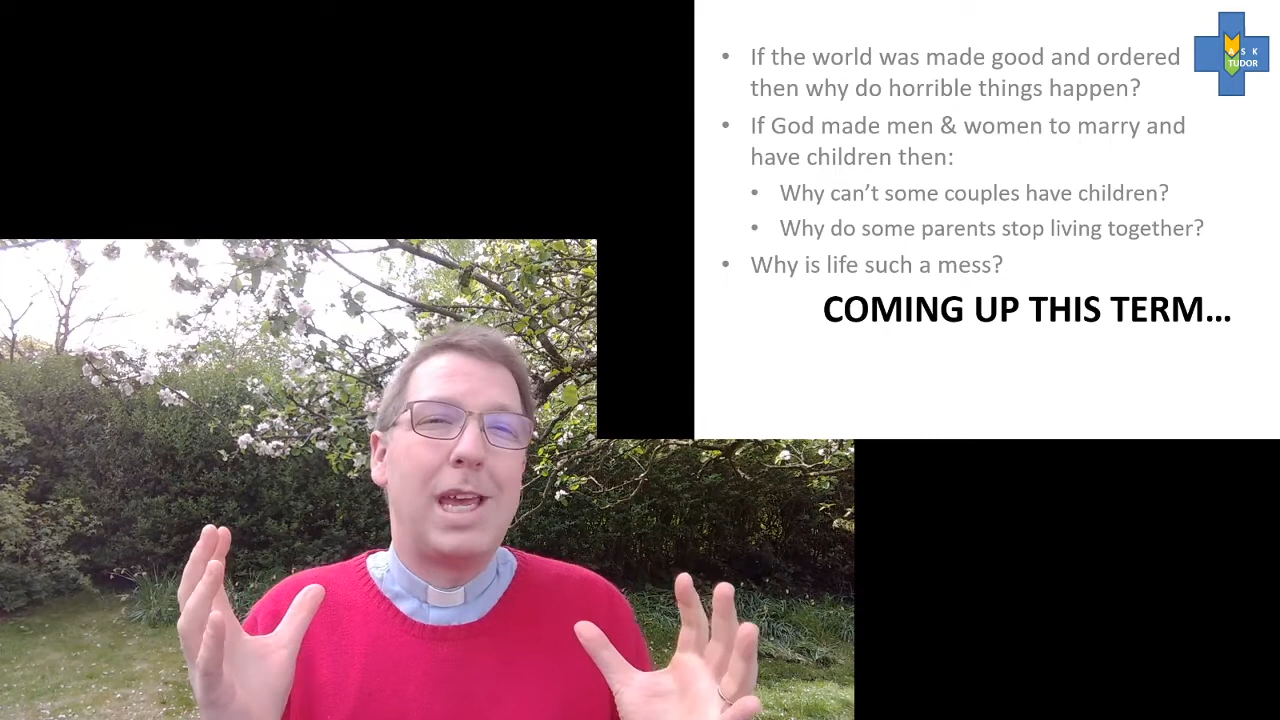 • If the world was made good and ordered
then why do horrible things happen?
• If God made men & women to marry and
have children then:
• Why can’t some couples have children?
• Why do some parents stop living together?
• Why is life such a mess?
COMING UP THIS TERM…
A S K
TUDOR